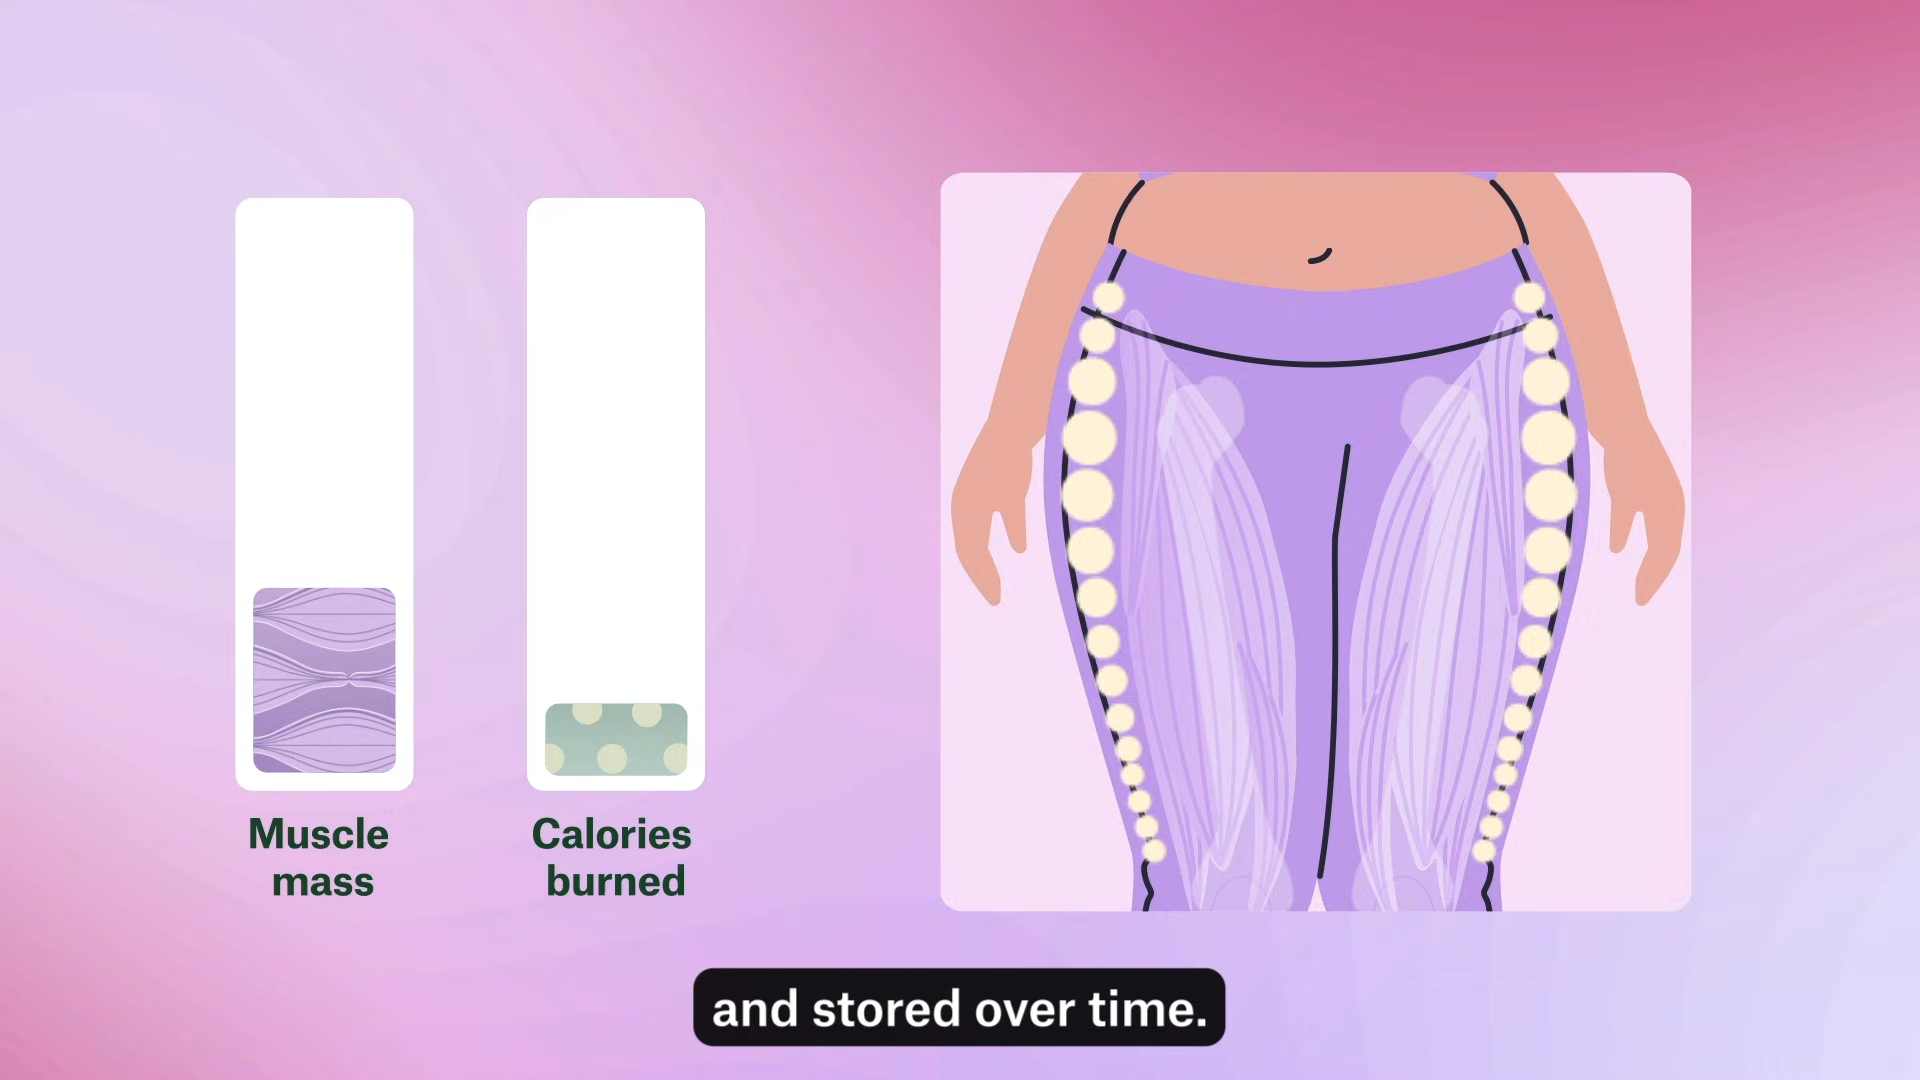 Muscle
mass
Calories
burned
and stored over time.